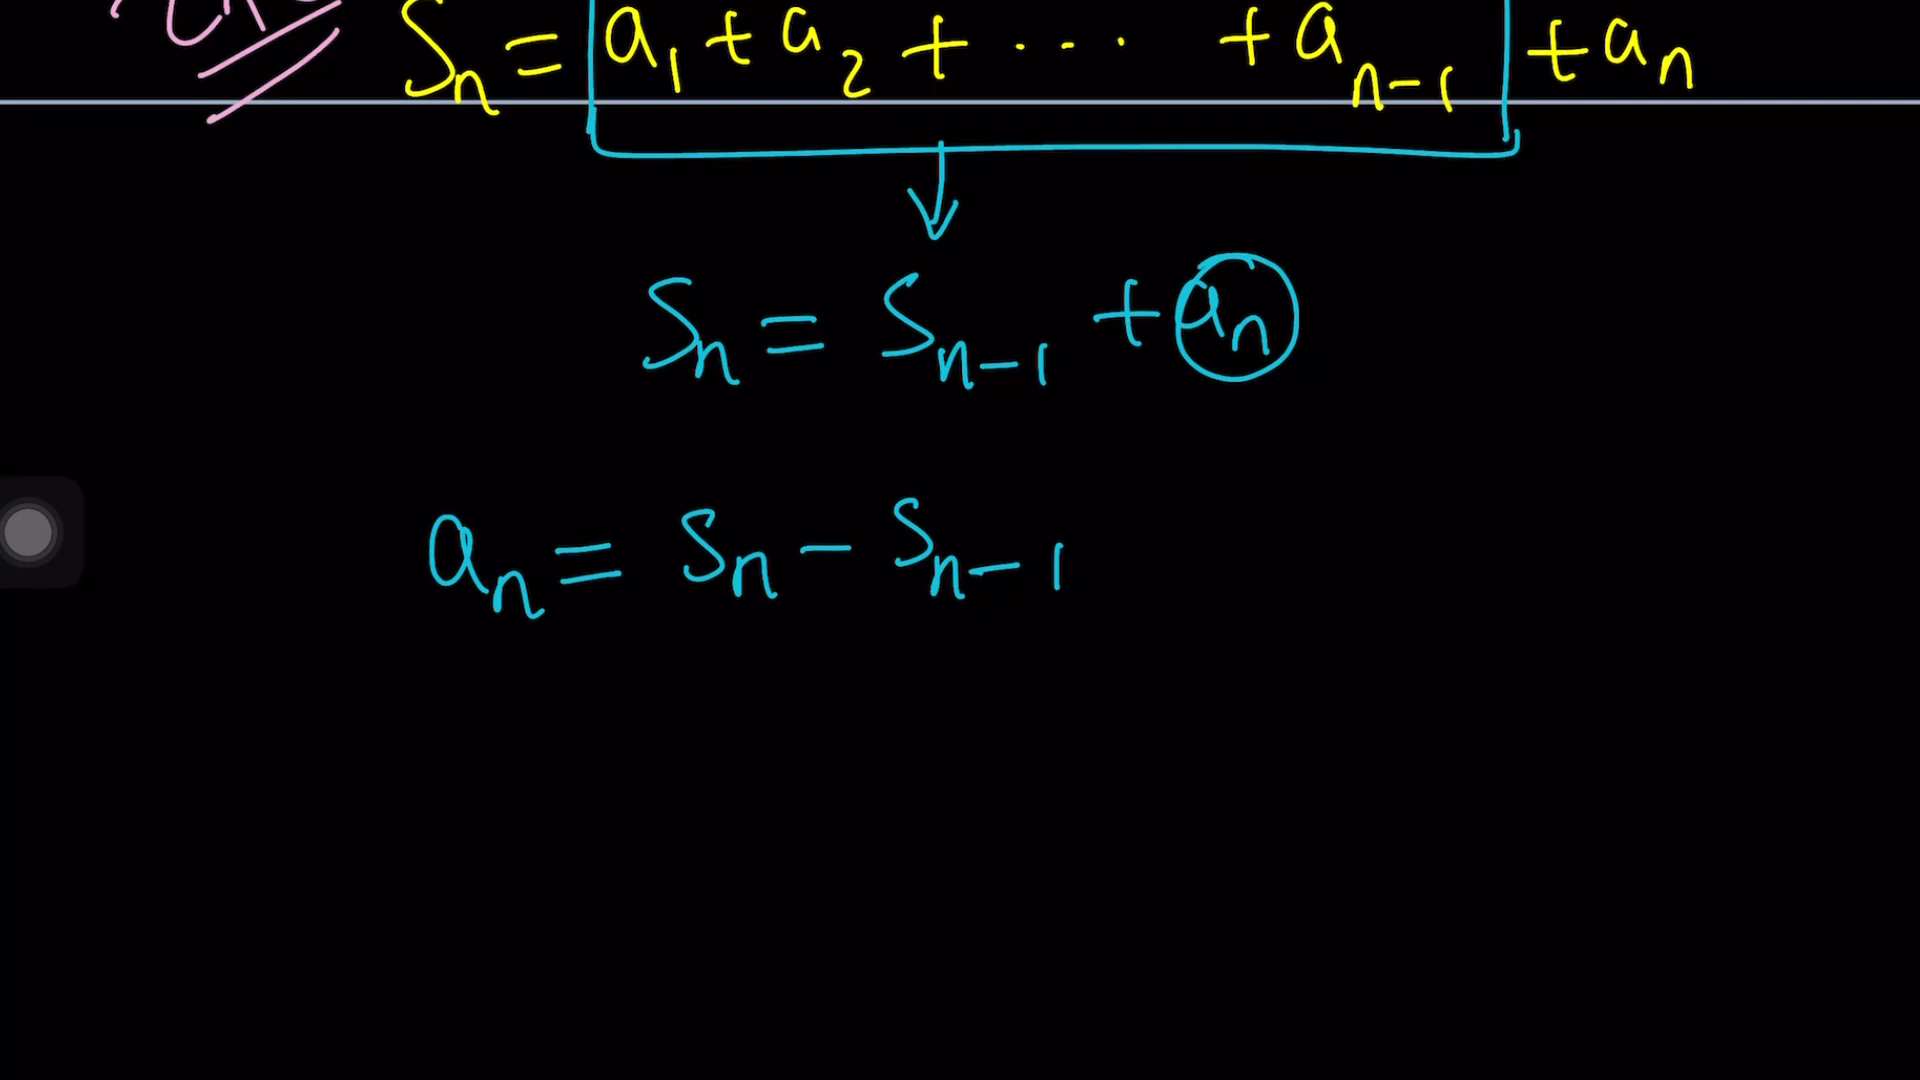 Sₙ = a₁ + a₂ + ... + aₙ₋₁ + aₙ
Sₙ = Sₙ₋₁ + aₙ
aₙ = Sₙ - Sₙ₋₁